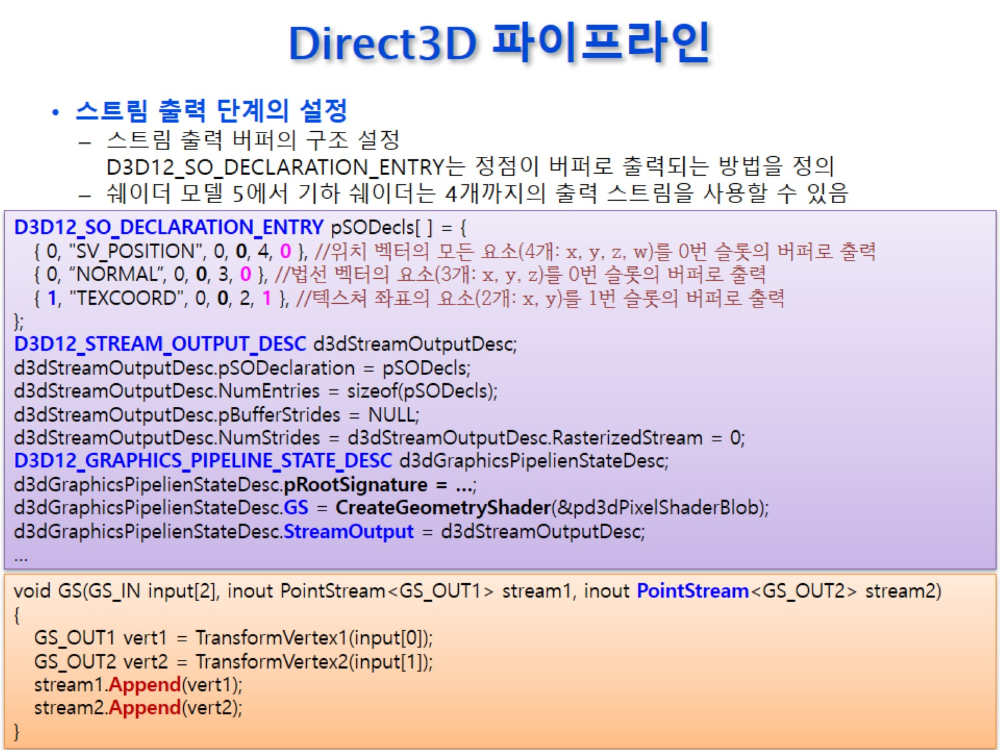 Direct3D 파이프라인
• 스트림 출력 단계의 설정
– 스트림 출력 버퍼의 구조 설정
D3D12_SO_DECLARATION_ENTRY는 정점이 버퍼로 출력되는 방법을 정의
– 쉐이더 모델 5에서 기하 쉐이더는 4개까지의 출력 스트림을 사용할 수 있음
D3D12_SO_DECLARATION_ENTRY pSODecls[ ] = {
{ 0, "SV_POSITION", 0, 0, 4, 0 }, //위치 벡터의 모든 요소(4개: x, y, z, w)를 0번 슬롯의 버퍼로 출력
{ 0, “NORMAL”, 0, 0, 3, 0 }, //법선 벡터의 요소(3개: x, y, z)를 0번 슬롯의 버퍼로 출력
{ 1, "TEXCOORD", 0, 0, 2, 1 }, //텍스쳐 좌표의 요소(2개: x, y)를 1번 슬롯의 버퍼로 출력
};
D3D12_STREAM_OUTPUT_DESC d3dStreamOutputDesc;
d3dStreamOutputDesc.pSODeclaration = pSODecls;
d3dStreamOutputDesc.NumEntries = sizeof(pSODecls);
d3dStreamOutputDesc.pBufferStrides = NULL;
d3dStreamOutputDesc.NumStrides = d3dStreamOutputDesc.RasterizedStream = 0;
D3D12_GRAPHICS_PIPELINE_STATE_DESC d3dGraphicsPipelienStateDesc;
d3dGraphicsPipelienStateDesc.pRootSignature = ...;
d3dGraphicsPipelienStateDesc.GS = CreateGeometryShader(&pd3dPixelShaderBlob);
d3dGraphicsPipelienStateDesc.StreamOutput = d3dStreamOutputDesc;
...
void GS(GS_IN input[2], inout PointStream<GS_OUT1> stream1, inout PointStream<GS_OUT2> stream2)
{
GS_OUT1 vert1 = TransformVertex1(input[0]);
GS_OUT2 vert2 = TransformVertex2(input[1]);
stream1.Append(vert1);
stream2.Append(vert2);
}